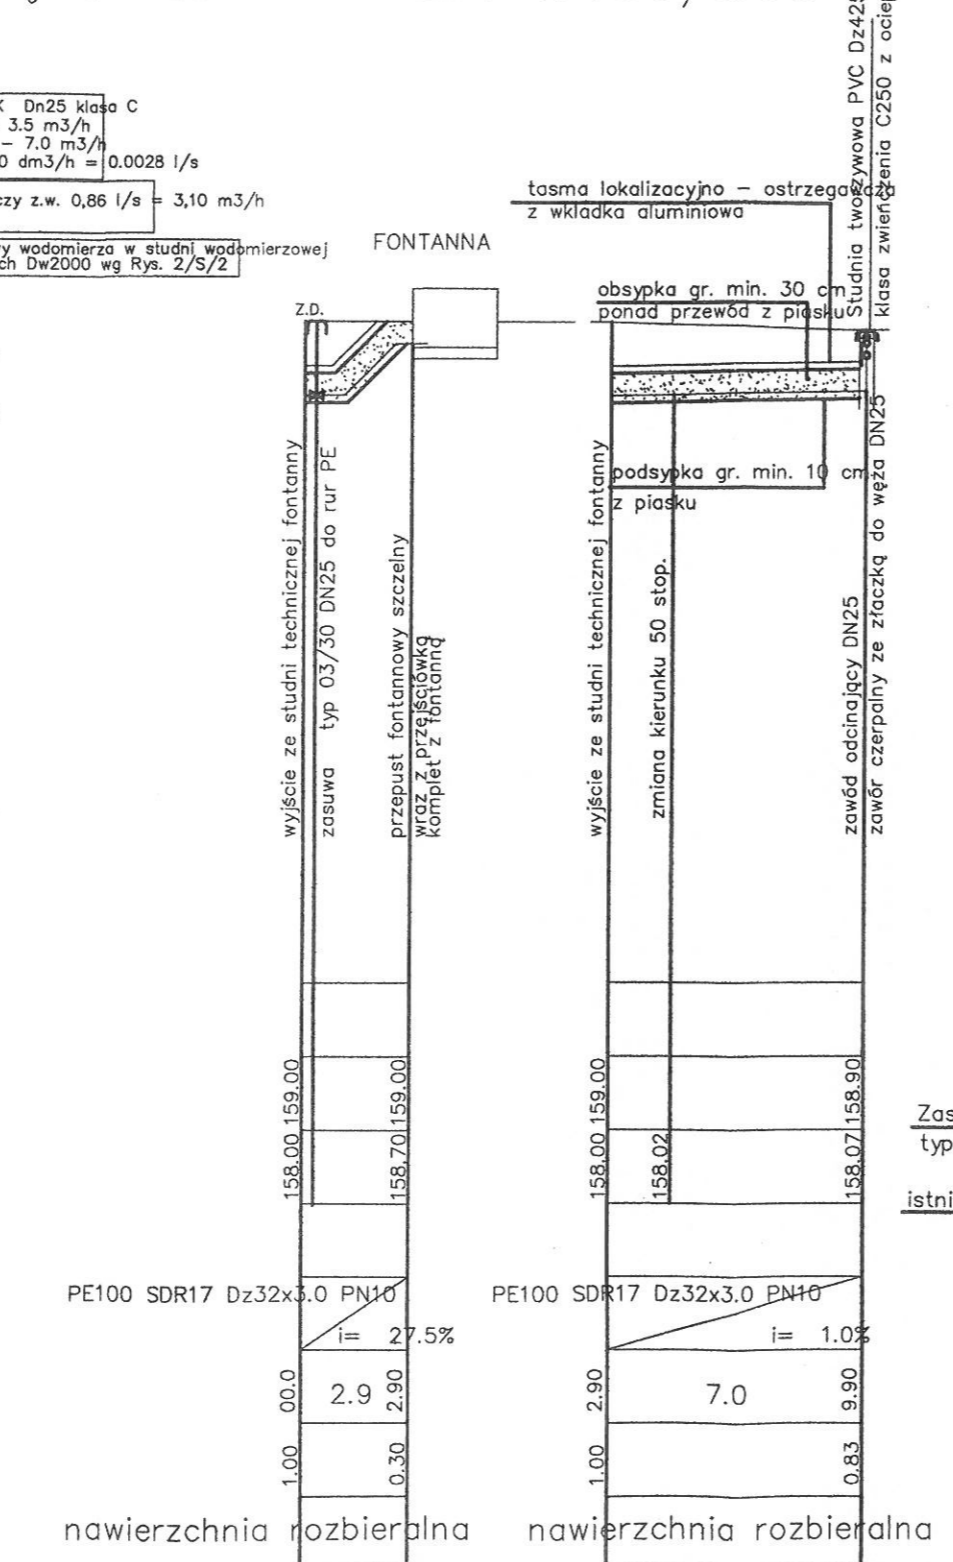 Dn25 klasa C
3.5 m3/h
– 7.0 m3/h
0 dm3/h = 0.0028 l/s
z.w. 0,86 l/s = 3,10 m3/h
wodomierza w studni wodomierzowej
Dw2000 wg Rys. 2/S/2
FONTANNA
Z.D.
tasma lokalizacyjno – ostrzegawcza
z wkladka aluminiowa
obsypka gr. min. 30 cm
ponad przewód z piasku
Studnia tworzywowa PVC Dz425
klasa zwieńczenia C250 z ociep
podsypka gr. min. 10 cm
z piasku
wyjście ze studni technicznej fontanny
zasuwa typ 03/30 DN25 do rur PE
przepust fontannowy szczelny
wraz z przejściówką
komplet z fontanną
wyjście ze studni technicznej fontanny
zmiana kierunku 50 stop.
zawód odcinający DN25
zawór czerpalny ze złaczką do węża DN25
159.00 159.00 159.00 158.90
158.00 158.70 158.00 158.02 158.07
Zas
typ
istni
PE100 SDR17 Dz32x3.0 PN10
i= 27.5%
PE100 SDR17 Dz32x3.0 PN10
i= 1.0%
00.0 2.9 2.90 2.90 7.0 9.90
1.00 0.30 1.00 0.83
nawierzchnia rozbieralna
nawierzchnia rozbieralna